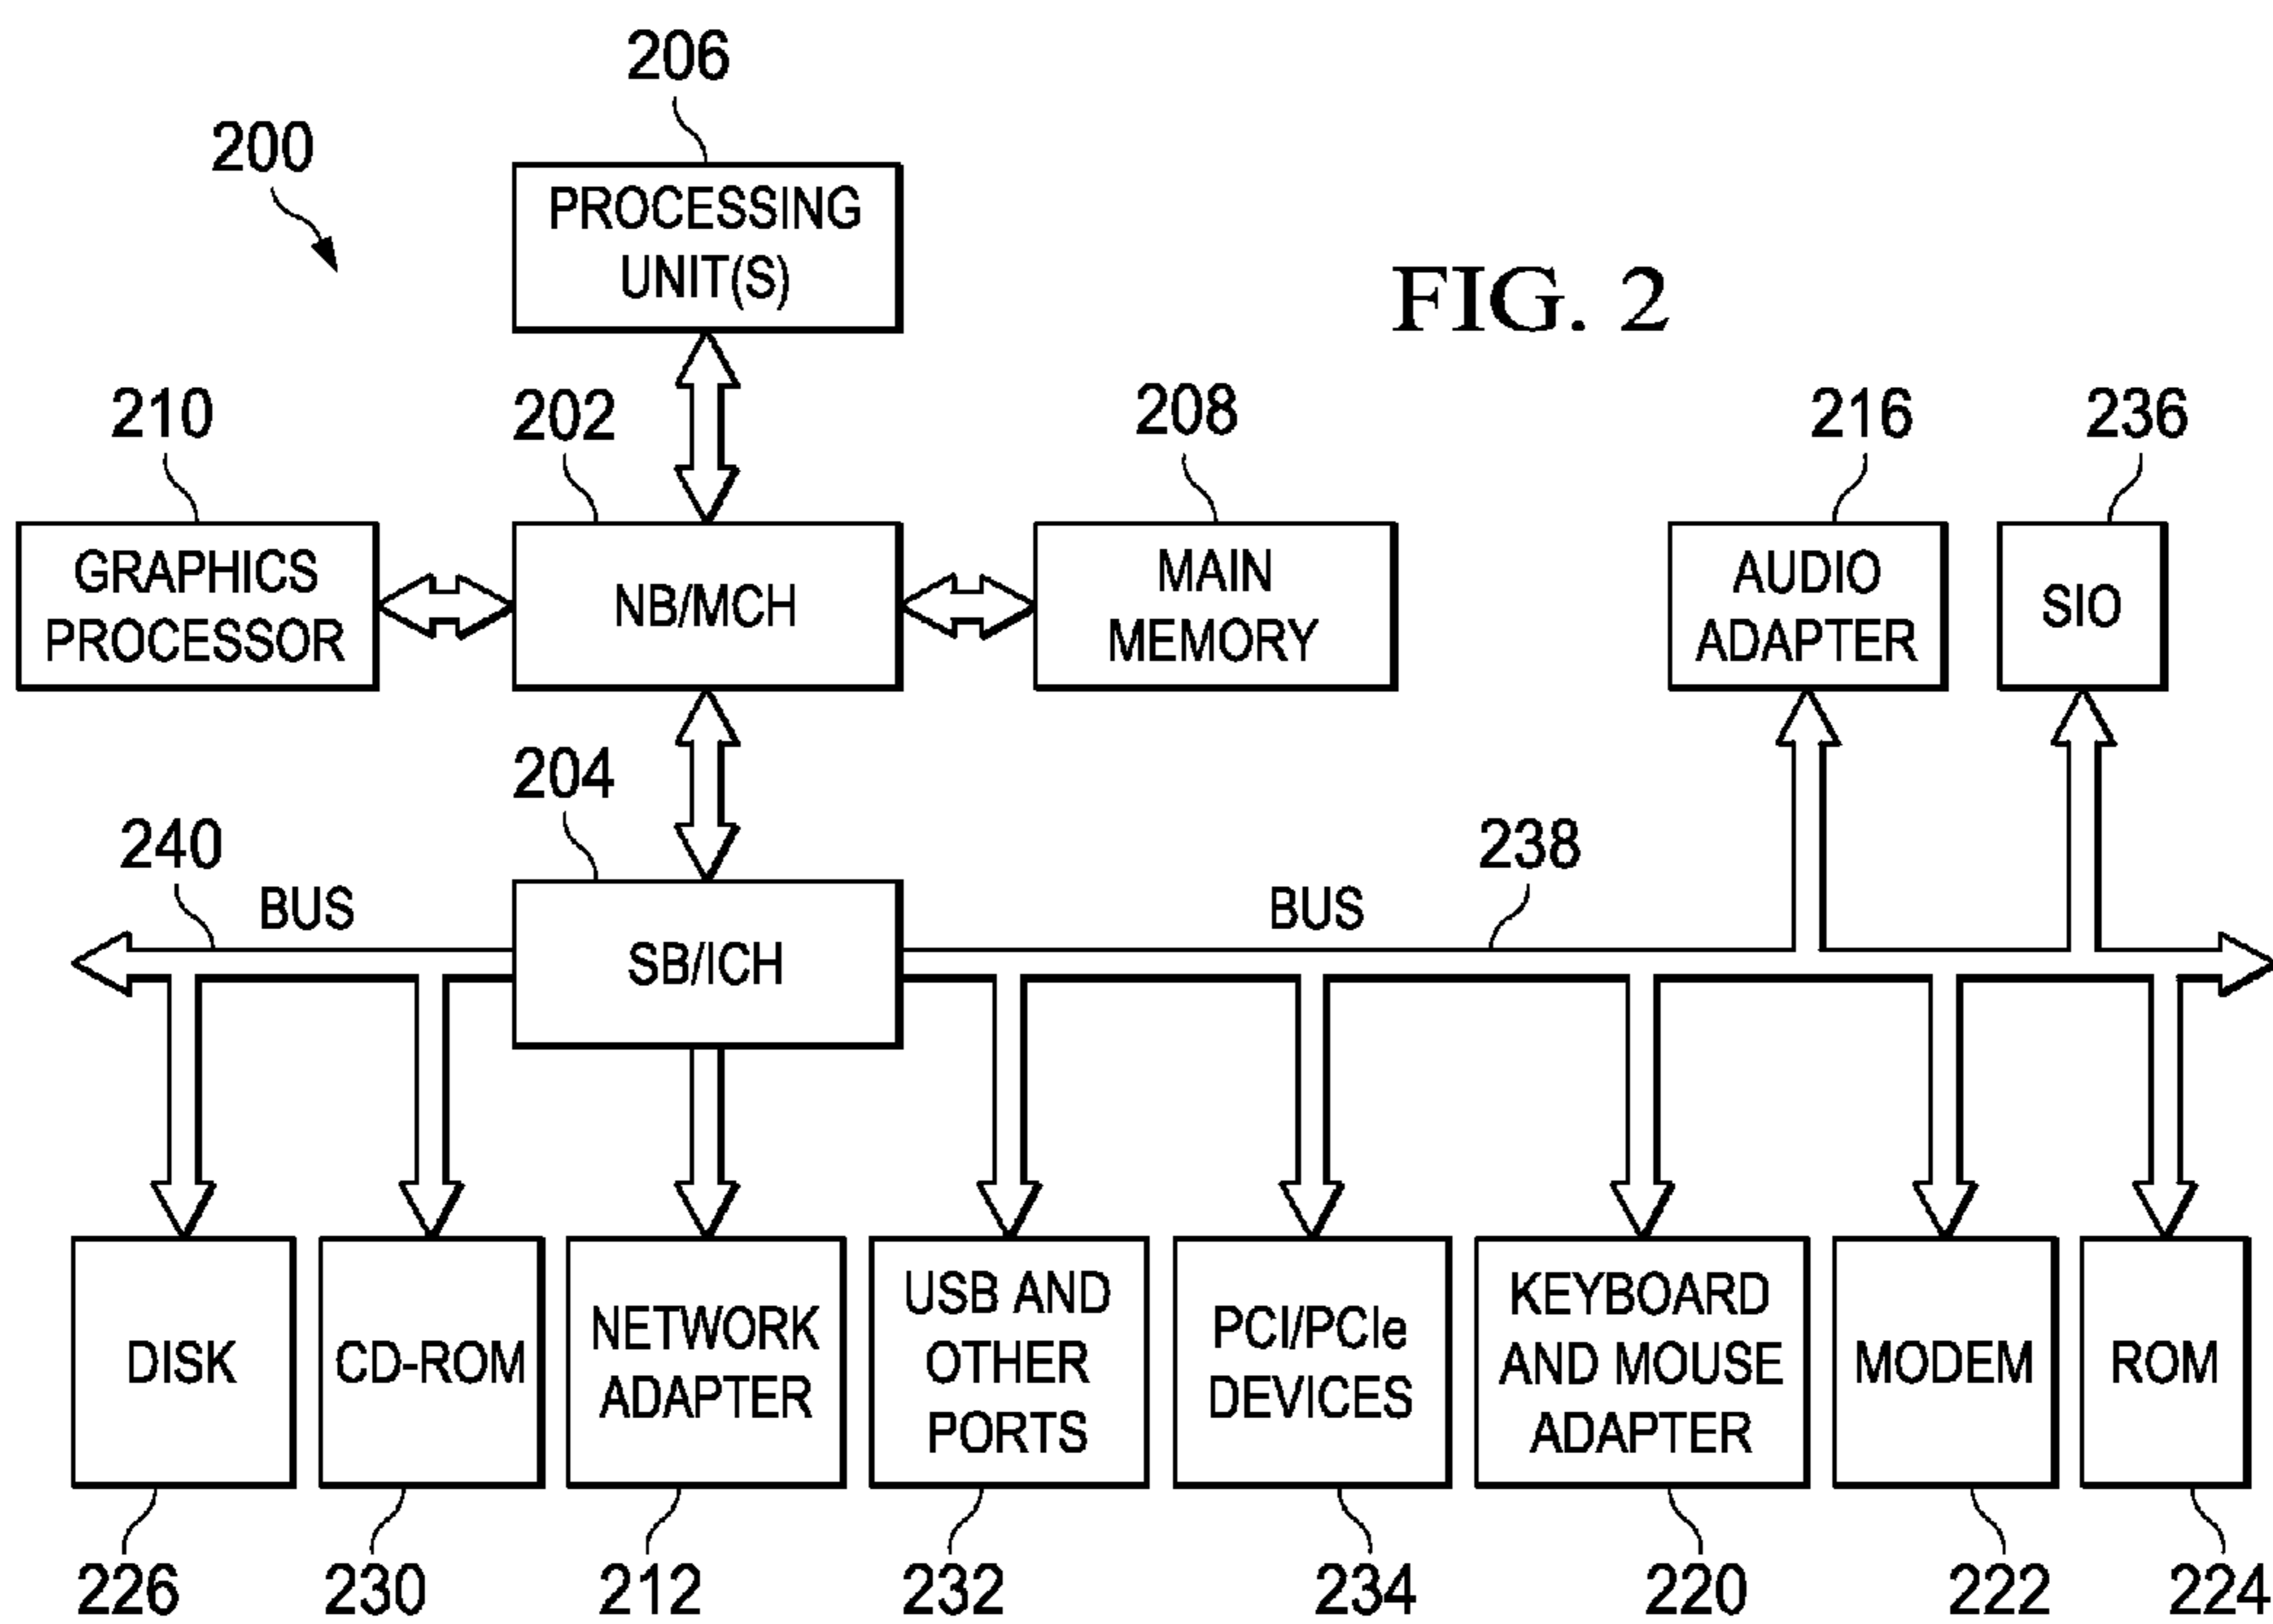 206
200
PROCESSING
UNIT(S)
FIG. 2
210
202
208
216
236
GRAPHICS
PROCESSOR
NB/MCH
MAIN
MEMORY
AUDIO
ADAPTER
SIO
204
240
BUS
238
BUS
SB/ICH
DISK
CD-ROM
NETWORK
ADAPTER
USB AND
OTHER
PORTS
PCI/PCIe
DEVICES
KEYBOARD
AND MOUSE
ADAPTER
MODEM
ROM
226
230
212
232
234
220
222
224